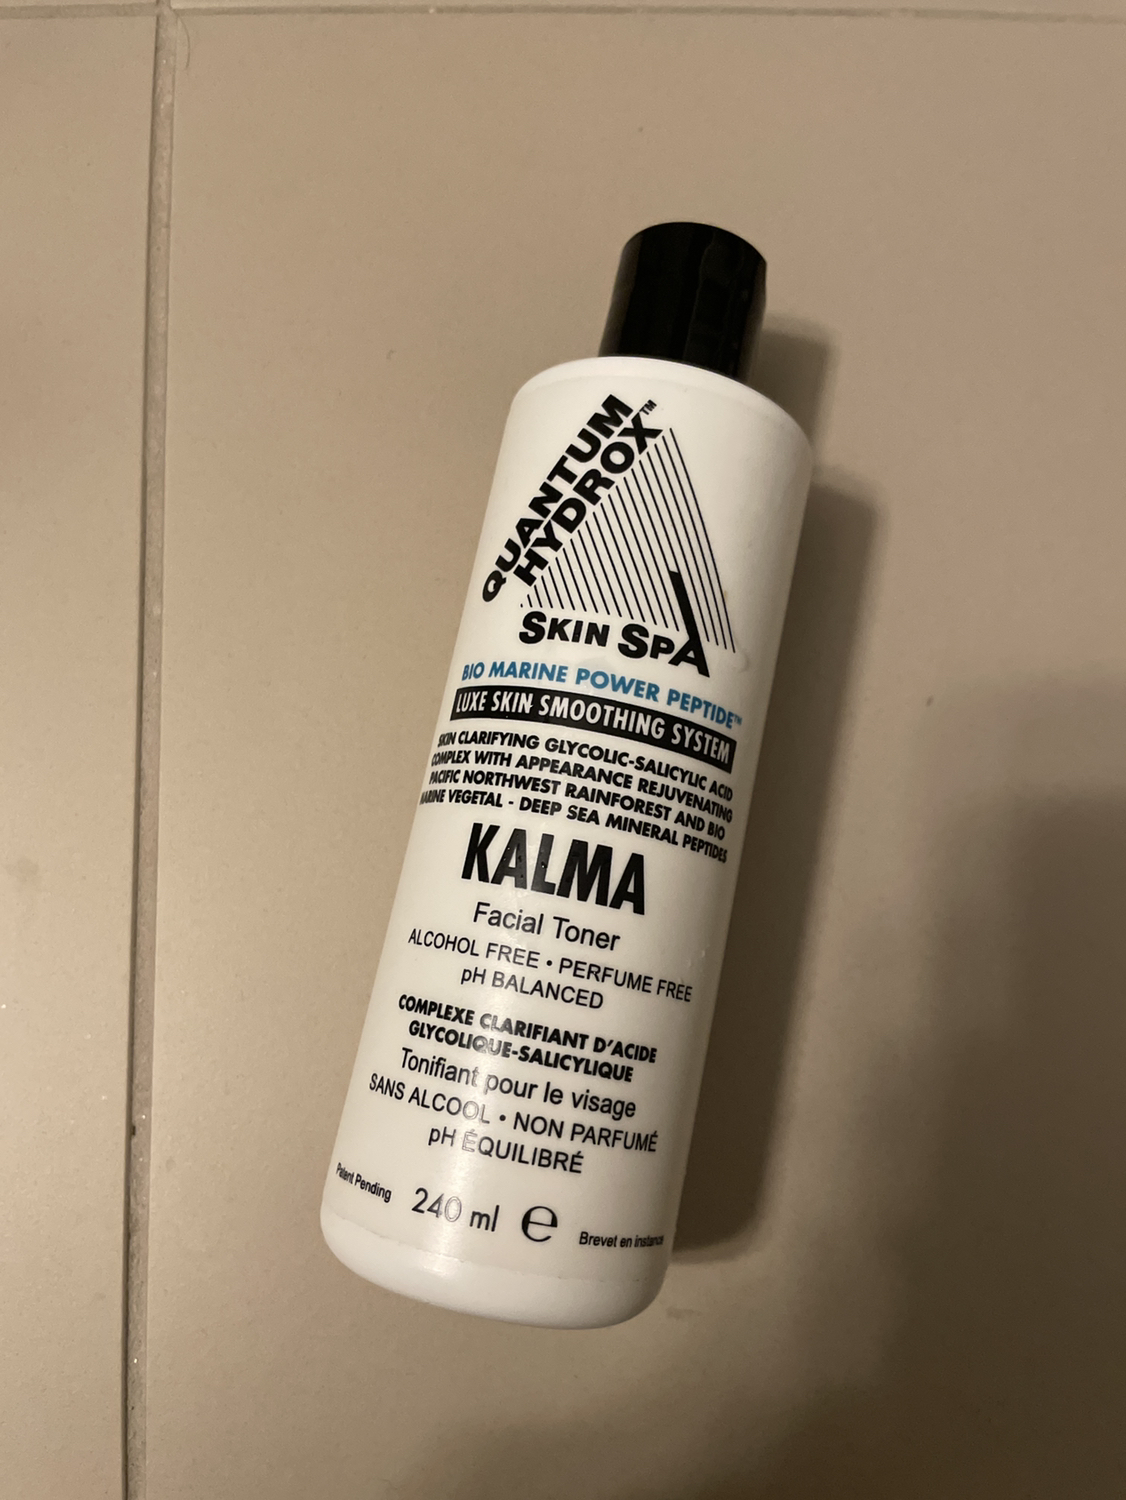 QUANTUM
HYDROX™
SKIN SPA
BIO MARINE POWER PEPTIDE™
LUXE SKIN SMOOTHING SYSTEM
SKIN CLARIFYING GLYCOLIC-SALICYLIC ACID
COMPLEX WITH APPEARANCE REJUVENATING
PACIFIC NORTHWEST RAINFOREST AND BIO
MARINE VEGETAL - DEEP SEA MINERAL PEPTIDES
KALMA
Facial Toner
ALCOHOL FREE • PERFUME FREE
pH BALANCED
COMPLEXE CLARIFIANT D'ACIDE
GLYCOLIQUE-SALICYLIQUE
Tonifiant pour le visage
SANS ALCOOL • NON PARFUMÉ
pH ÉQUILIBRÉ
Patent Pending 240 ml e Brevet en instance